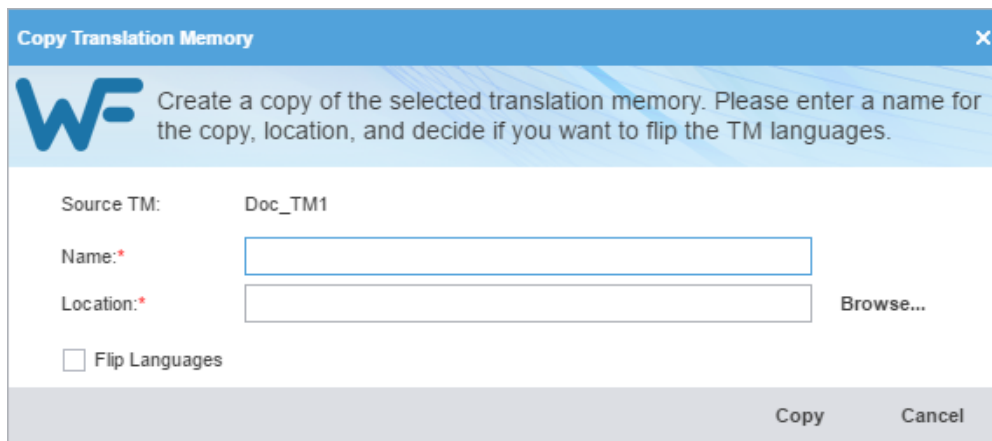 Copy Translation Memory
WF
Create a copy of the selected translation memory. Please enter a name for
the copy, location, and decide if you want to flip the TM languages.
Source TM: Doc_TM1
Name:*
Location:* Browse...
Flip Languages
Copy Cancel